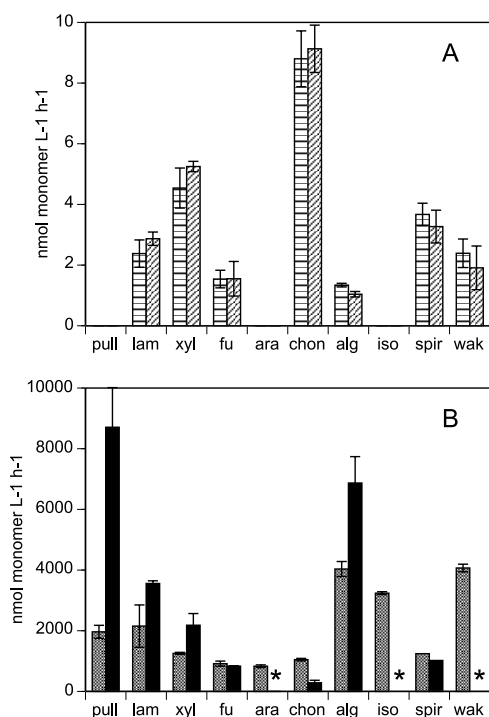 10
A
8
6
4
2
0
nmol monomer L-1 h-1
pull lam xyl fu ara chon alg iso spir wak
10000
B
8000
6000
4000
2000
0
nmol monomer L-1 h-1
* * *
pull lam xyl fu ara chon alg iso spir wak